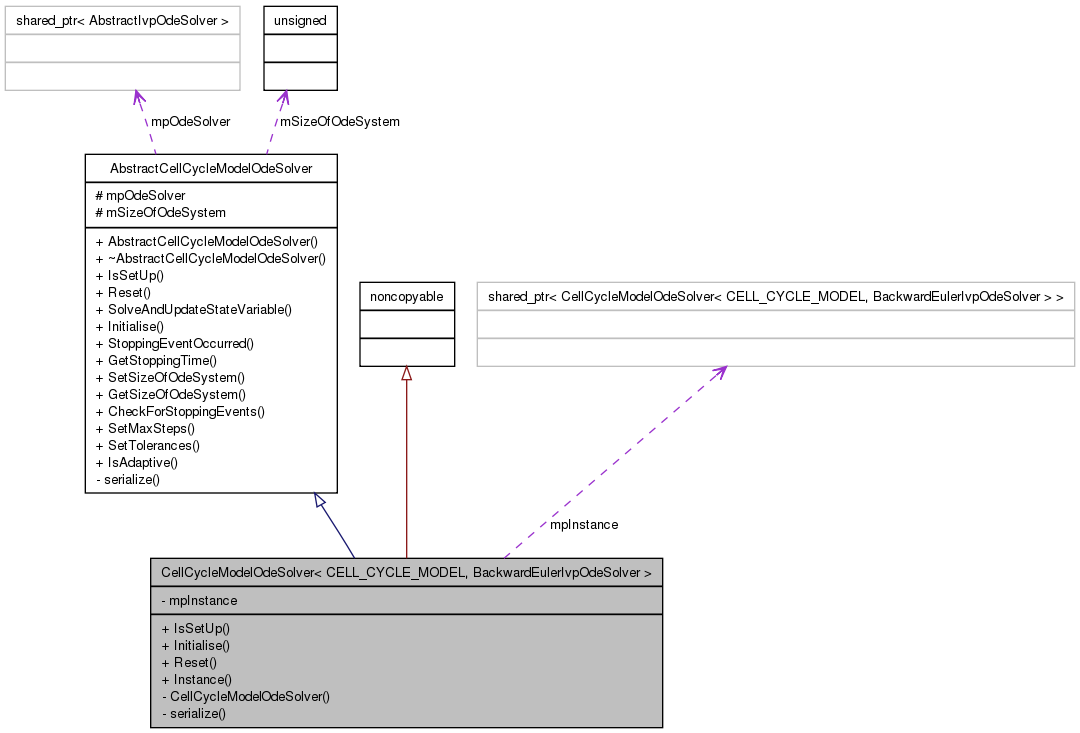 shared_ptr< AbstractIvpOdeSolver >
unsigned
mpOdeSolver
mSizeOfOdeSystem
AbstractCellCycleModelOdeSolver
# mpOdeSolver
# mSizeOfOdeSystem
+ AbstractCellCycleModelOdeSolver()
+ ~AbstractCellCycleModelOdeSolver()
+ IsSetUp()
+ Reset()
+ SolveAndUpdateStateVariable()
+ Initialise()
+ StoppingEventOccurred()
+ GetStoppingTime()
+ SetSizeOfOdeSystem()
+ GetSizeOfOdeSystem()
+ CheckForStoppingEvents()
+ SetMaxSteps()
+ SetTolerances()
+ IsAdaptive()
- serialize()
noncopyable
shared_ptr< CellCycleModelOdeSolver< CELL_CYCLE_MODEL, BackwardEulerIvpOdeSolver > >
mpInstance
CellCycleModelOdeSolver< CELL_CYCLE_MODEL, BackwardEulerIvpOdeSolver >
- mpInstance
+ IsSetUp()
+ Initialise()
+ Reset()
+ Instance()
- CellCycleModelOdeSolver()
- serialize()